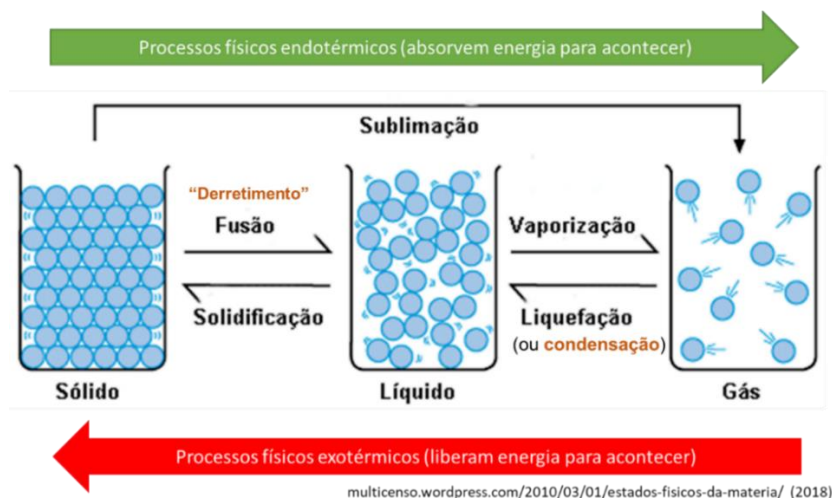 Processos físicos endotérmicos (absorvem energia para acontecer)
Sublimação
“Derretimento”
Fusão
Vaporização
Solidificação
Liquefação
(ou condensação)
Sólido
Líquido
Gás
Processos físicos exotérmicos (liberam energia para acontecer)
multicenso.wordpress.com/2010/03/01/estados-fisicos-da-materia/ (2018)